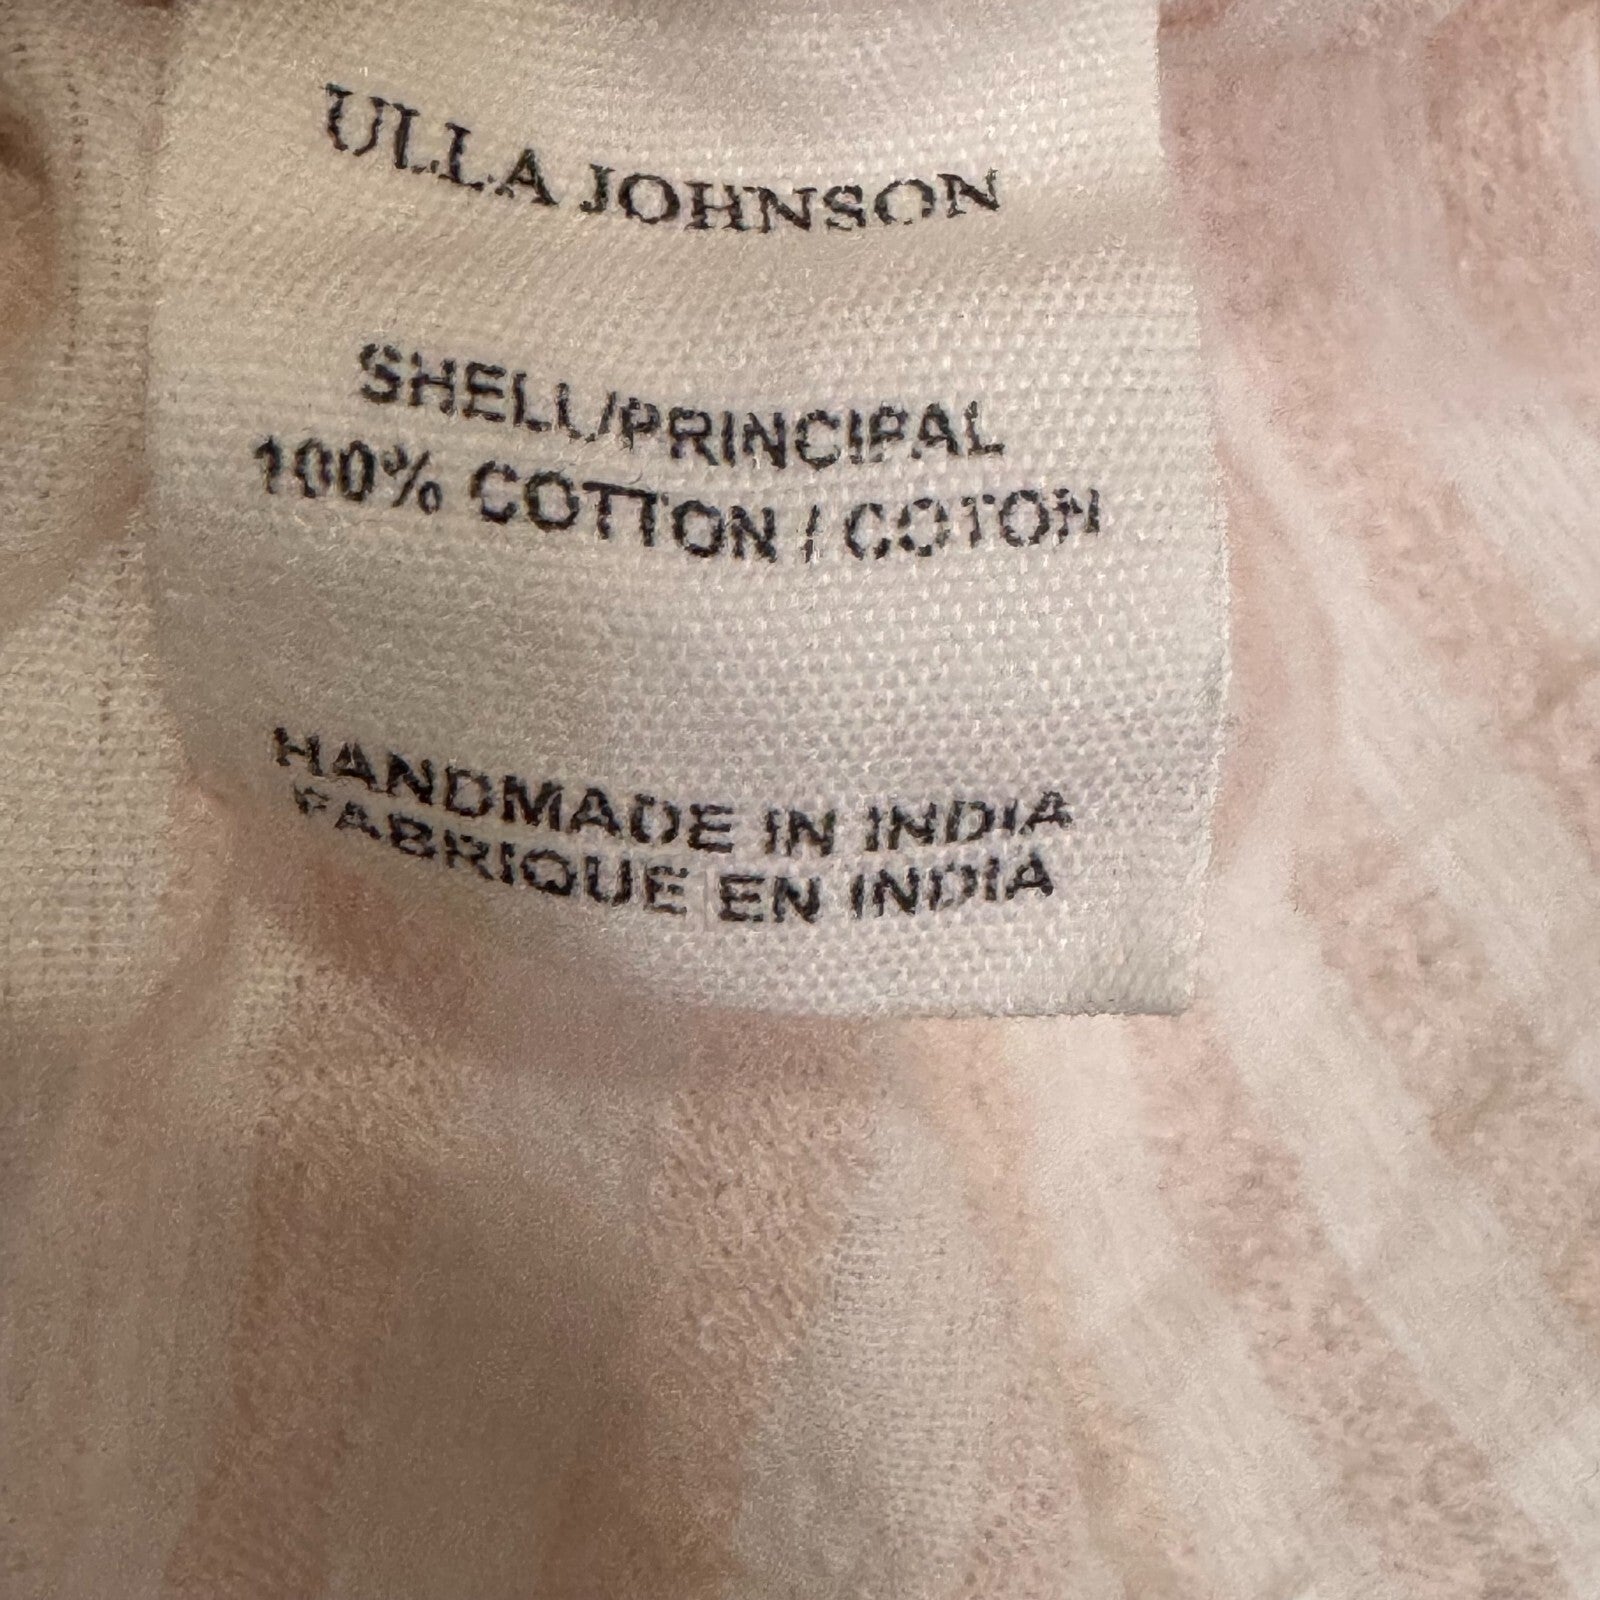 ULLA JOHNSON
SHELL/PRINCIPAL
100% COTTON / COTON
HANDMADE IN INDIA
FABRIQUE EN INDIA